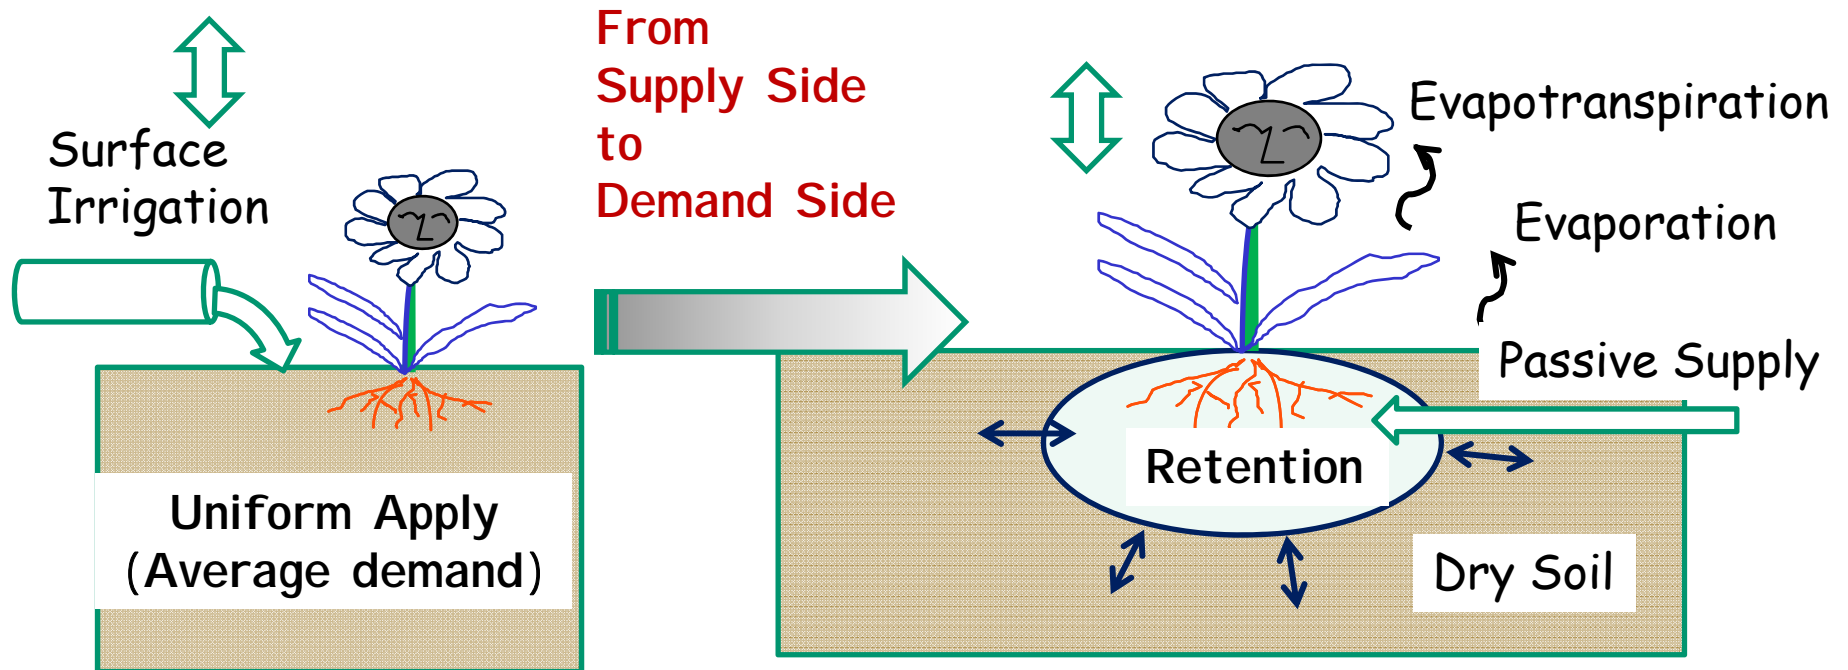 Surface
Irrigation
Uniform Apply
(Average demand)
From
Supply Side
to
Demand Side
Evapotranspiration
Evaporation
Passive Supply
Retention
Dry Soil